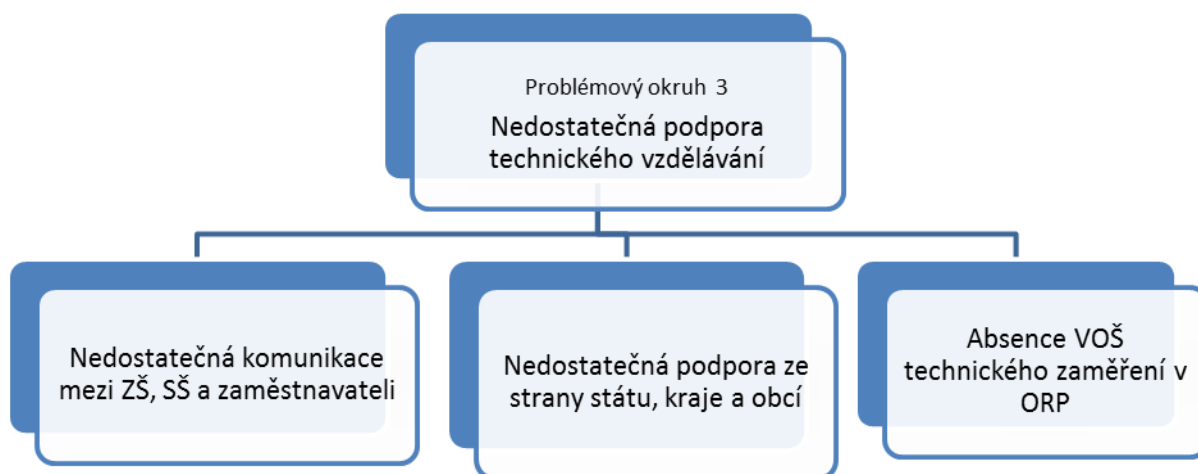 Problémový okruh 3
Nedostatečná podpora
technického vzdělávání
Nedostatečná komunikace
mezi ZŠ, SŠ a zaměstnavateli
Nedostatečná podpora ze
strany státu, kraje a obcí
Absence VOŠ
technického zaměření v
ORP